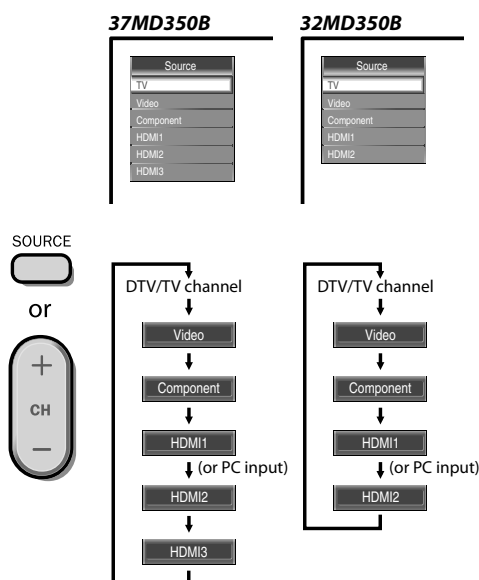 37MD350B
Source
TV
Video
Component
HDMI1
HDMI2
HDMI3
32MD350B
Source
TV
Video
Component
HDMI1
HDMI2
SOURCE
or
+
CH
—
DTV/TV channel
Video
Component
HDMI1
(or PC input)
HDMI2
HDMI3
DTV/TV channel
Video
Component
HDMI1
(or PC input)
HDMI2